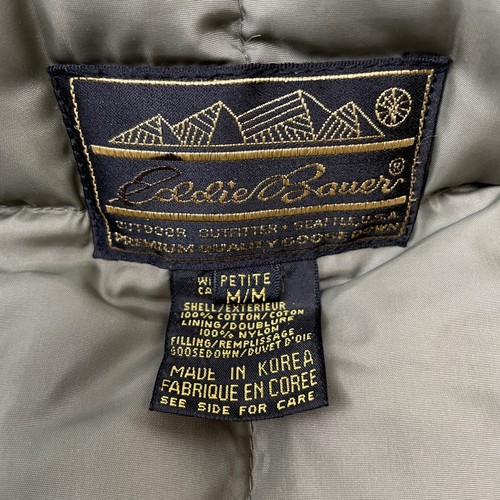 Eddie Bauer®
OUTDOOR OUTFITTER • SEATTLE, U.S.A.
PREMIUM QUALITY GOOSE DOWN
PETITE
M/M
SHELL/EXTERIEUR
100% COTTON/COTON
LINING/DOUBLURE
100% NYLON
FILLING/REMPLISSAGE
GOOSEDOWN/DUVET D'OIE
MADE IN KOREA
FABRIQUE EN COREE
SEE SIDE FOR CARE